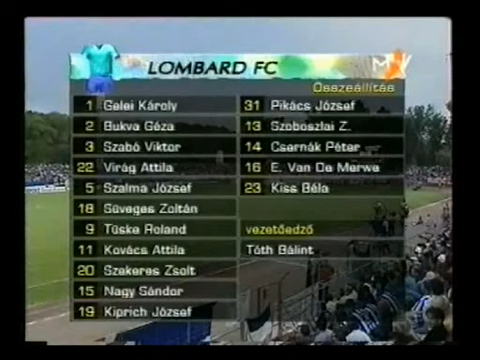 LOMBARD FC
MTV
Összeállítás
1 Gelei Károly
2 Bukva Géza
3 Szabó Viktor
22 Virág Attila
5 Szalma József
18 Süveges Zoltán
9 Tüske Roland
11 Kovács Attila
20 Szekeres Zsolt
15 Nagy Sándor
19 Kiprich József
31 Pikács József
13 Szoboszlai Z.
14 Csernák Péter
16 E. Van De Merwe
23 Kiss Béla
vezetőedző
Tóth Bálint